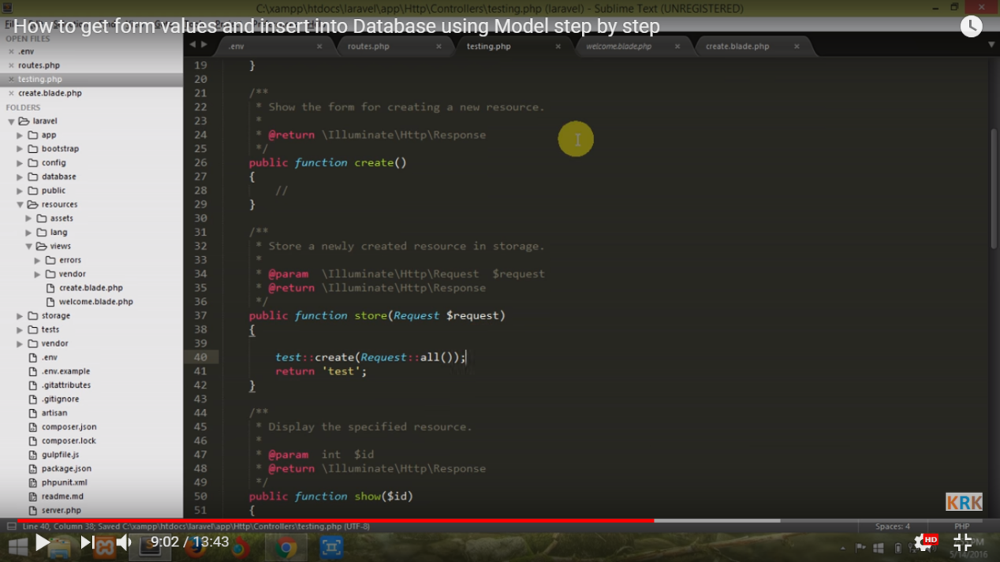 C:\xampp\htdocs\laravel\app\Http\Controllers\testing.php (laravel) - Sublime Text (UNREGISTERED)
How to get form values and insert into Database using Model step by step
OPEN FILES
.env
routes.php
testing.php
create.blade.php
FOLDERS
laravel
app
bootstrap
config
database
public
resources
assets
lang
views
errors
vendor
create.blade.php
welcome.blade.php
storage
tests
vendor
.env
.env.example
.gitattributes
.gitignore
artisan
composer.json
composer.lock
gulpfile.js
package.json
phpunit.xml
readme.md
server.php
.env routes.php testing.php welcome.blade.php create.blade.php
19 }
20
21 /**
22 * Show the form for creating a new resource.
23 *
24 * @return \Illuminate\Http\Response
25 */
26 public function create()
27 {
28 //
29 }
30
31 /**
32 * Store a newly created resource in storage.
33 *
34 * @param \Illuminate\Http\Request $request
35 * @return \Illuminate\Http\Response
36 */
37 public function store(Request $request)
38 {
39
40 test::create(Request::all());
41 return 'test';
42 }
43
44 /**
45 * Display the specified resource.
46 *
47 * @param int $id
48 * @return \Illuminate\Http\Response
49 */
50 public function show($id)
51 {
KRK
Line 40, Column 38; Saved C:\xampp\htdocs\laravel\app\Http\Controllers\testing.php (UTF-8) Spaces: 4 PHP
9:02 / 13:43 HD
5/14/2016